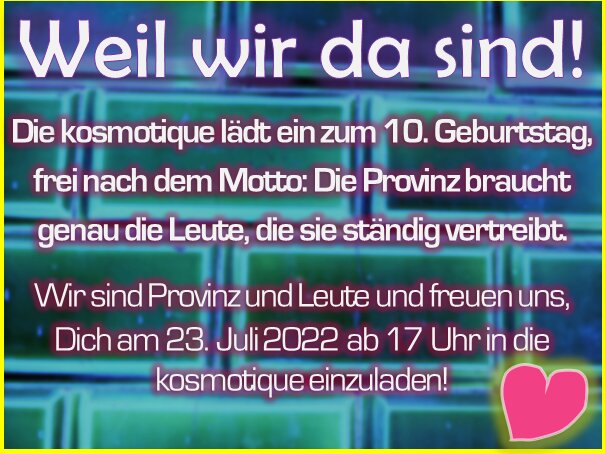 Weil wir da sind!
Die kosmotique lädt ein zum 10. Geburtstag,
frei nach dem Motto: Die Provinz braucht
genau die Leute, die sie ständig vertreibt.
Wir sind Provinz und Leute und freuen uns,
Dich am 23. Juli 2022 ab 17 Uhr in die
kosmotique einzuladen!